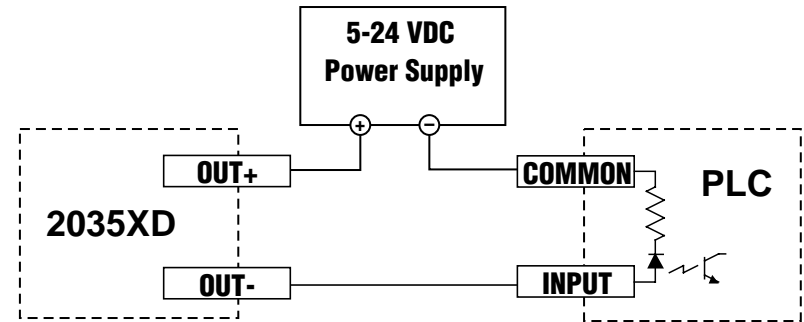 5-24 VDC
Power Supply
+ −
OUT+
COMMON
PLC
2035XD
OUT-
INPUT